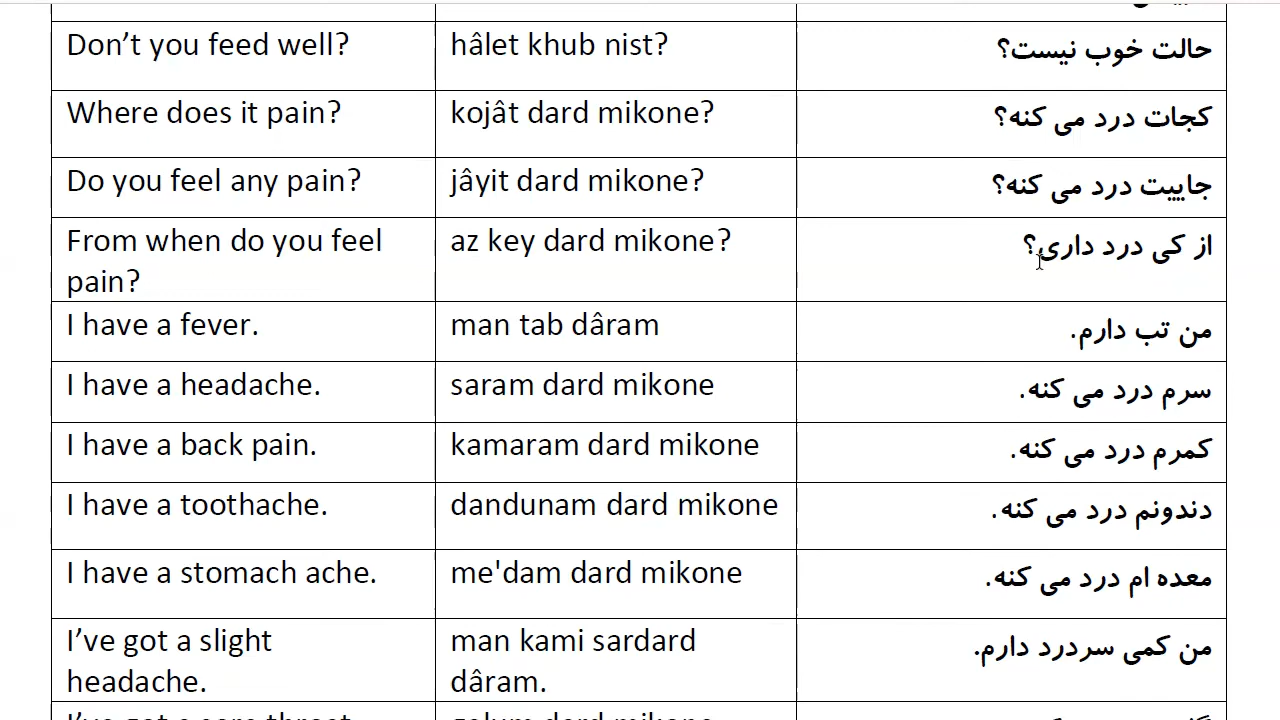 Don’t you feed well? hâlet khub nist? حالت خوب نیست؟
Where does it pain? kojât dard mikone? کجات درد می کنه؟
Do you feel any pain? jâyit dard mikone? جاییت درد می کنه؟
From when do you feel az key dard mikone? از کی درد داری؟
pain?
I have a fever. man tab dâram من تب دارم.
I have a headache. saram dard mikone سرم درد می کنه.
I have a back pain. kamaram dard mikone کمرم درد می کنه.
I have a toothache. dandunam dard mikone دندونم درد می کنه.
I have a stomach ache. me'dam dard mikone معده ام درد می کنه.
I’ve got a slight man kami sardard من کمی سردرد دارم.
headache. dâram.